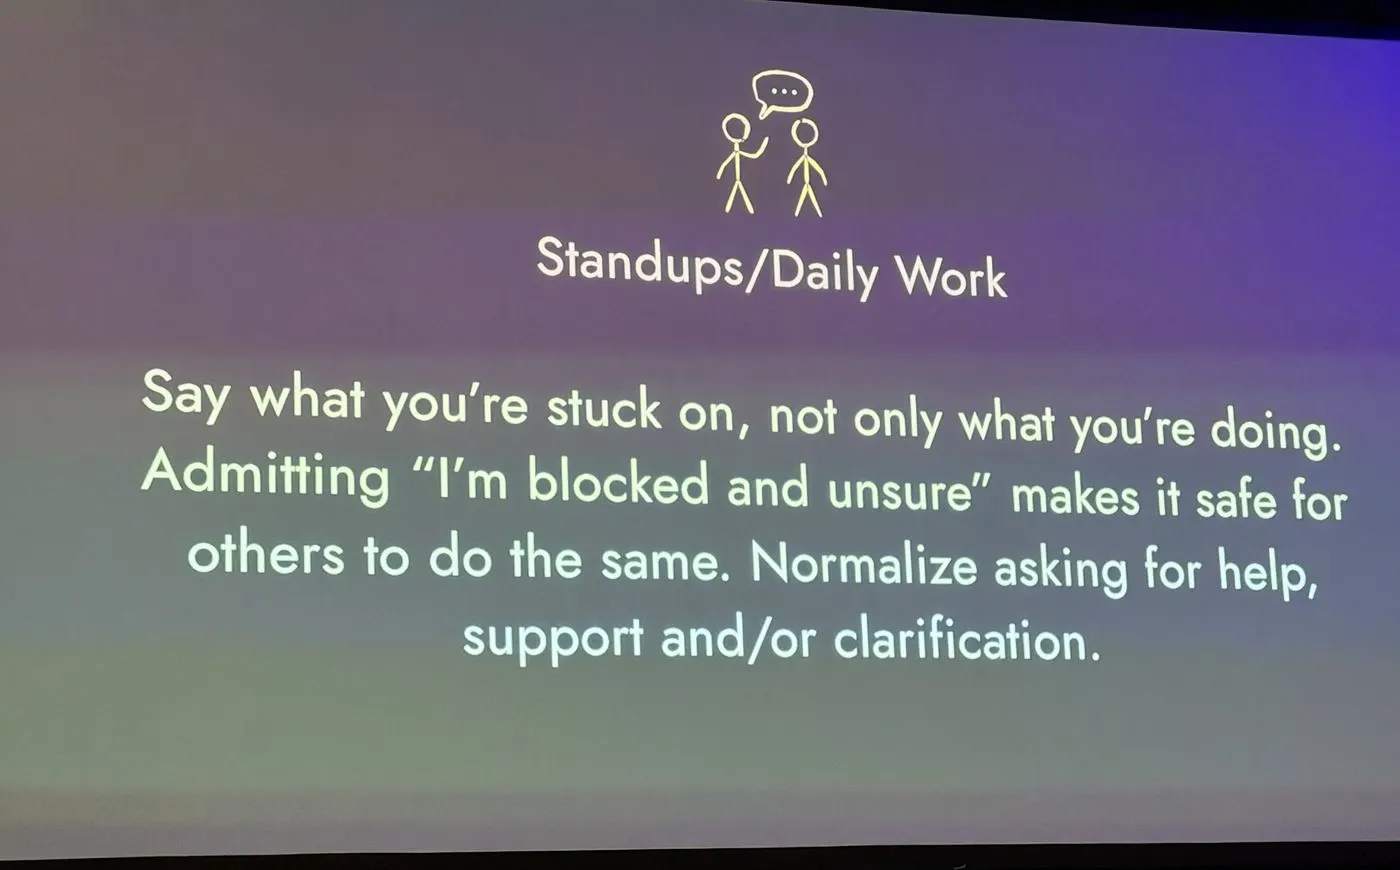 Standups/Daily Work
Say what you're stuck on, not only what you're doing.
Admitting “I'm blocked and unsure” makes it safe for
others to do the same. Normalize asking for help,
support and/or clarification.